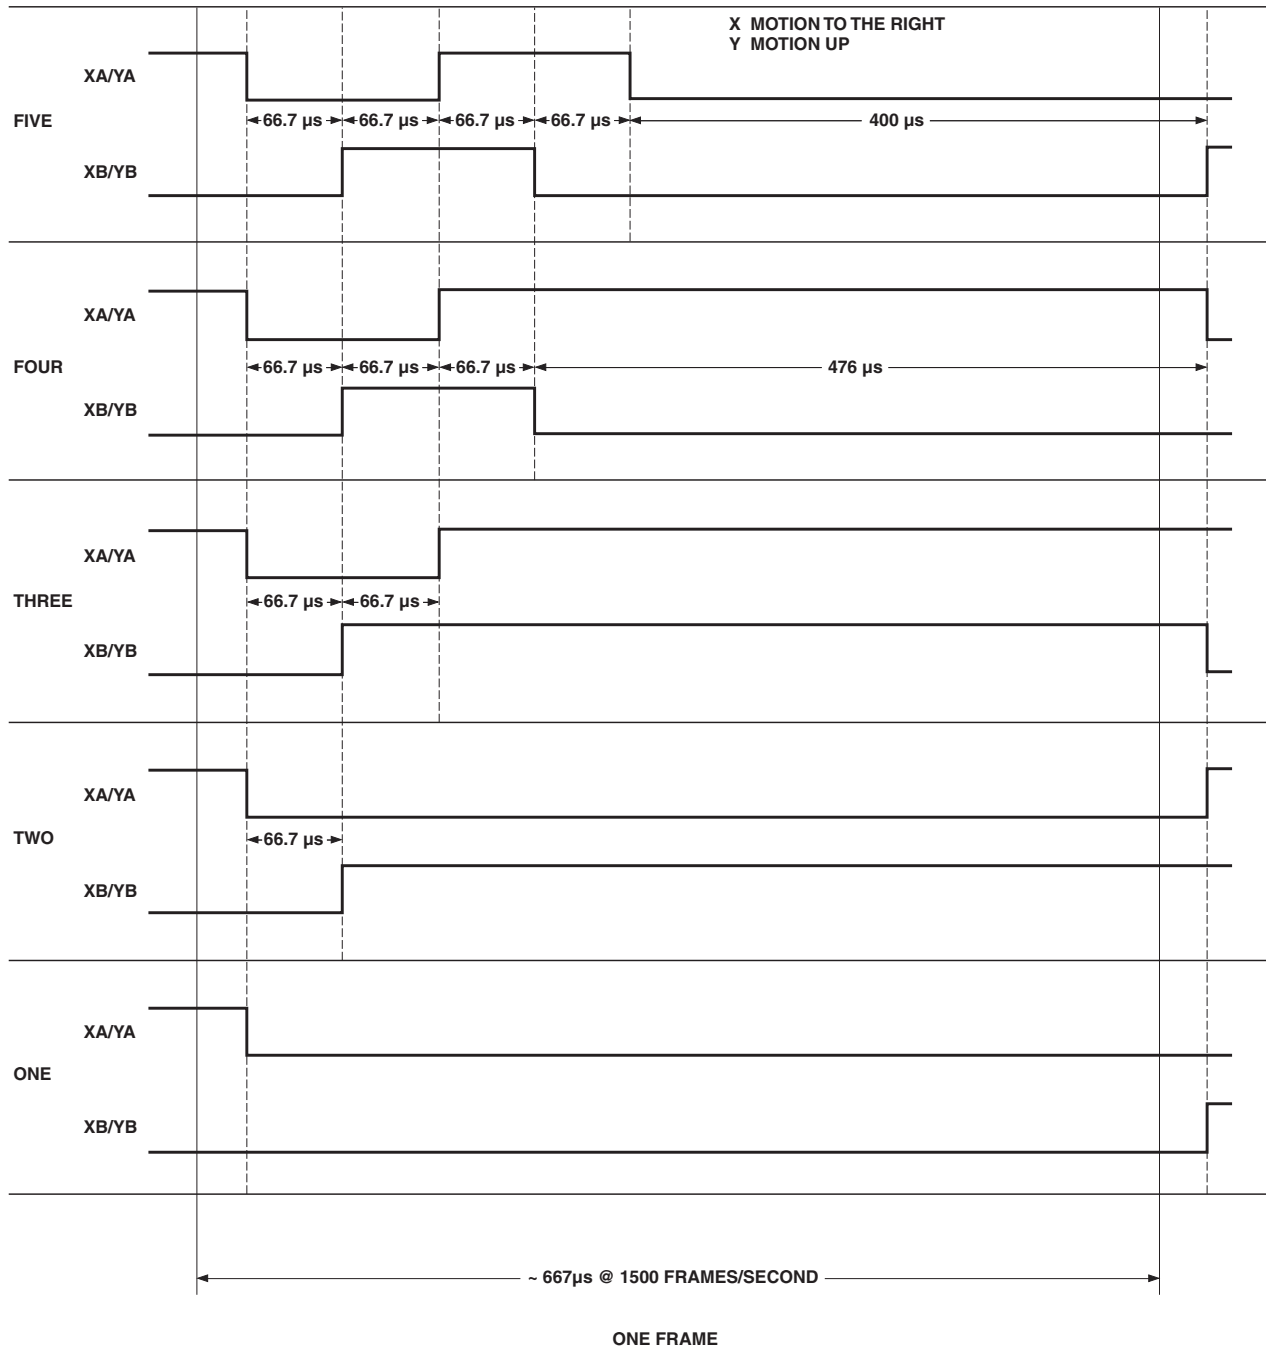 X MOTION TO THE RIGHT
Y MOTION UP
XA/YA
FIVE
66.7 µs 66.7 µs 66.7 µs 66.7 µs 400 µs
XB/YB
XA/YA
FOUR
66.7 µs 66.7 µs 66.7 µs 476 µs
XB/YB
XA/YA
THREE
66.7 µs 66.7 µs
XB/YB
XA/YA
TWO
66.7 µs
XB/YB
XA/YA
ONE
XB/YB
~ 667µs @ 1500 FRAMES/SECOND
ONE FRAME